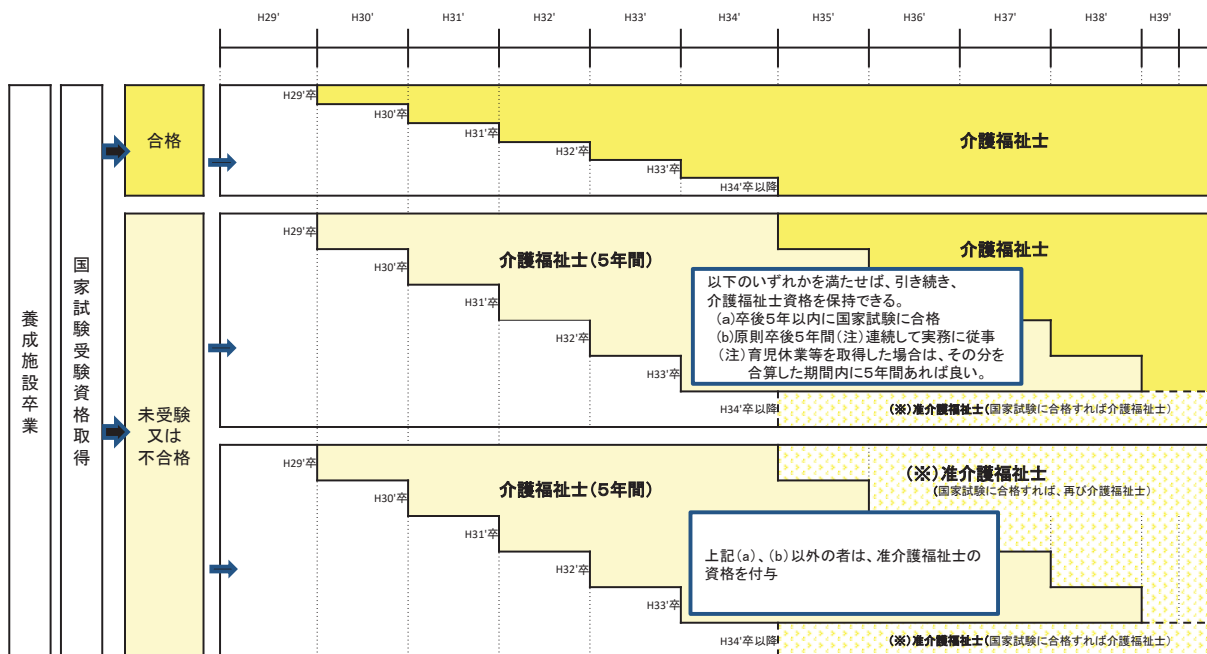 H29'
H30'
H31'
H32'
H33'
H34'
H35'
H36'
H37'
H38'
H39'
養成施設卒業
国家試験受験資格取得
合格
H29'卒
H30'卒
H31'卒
H32'卒
H33'卒
H34'卒以降
介護福祉士
未受験
又は
不合格
H29'卒
H30'卒
H31'卒
H32'卒
H33'卒
H34'卒以降
介護福祉士(5年間)
介護福祉士
以下のいずれかを満たせば、引き続き、
介護福祉士資格を保持できる。
(a)卒後5年以内に国家試験に合格
(b)原則卒後5年間(注)連続して実務に従事
(注)育児休業等を取得した場合は、その分を
合算した期間内に5年間あれば良い。
(※)准介護福祉士(国家試験に合格すれば介護福祉士)
H29'卒
H30'卒
H31'卒
H32'卒
H33'卒
H34'卒以降
介護福祉士(5年間)
(※)准介護福祉士
(国家試験に合格すれば、再び介護福祉士)
上記(a)、(b)以外の者は、准介護福祉士の
資格を付与
(※)准介護福祉士(国家試験に合格すれば介護福祉士)